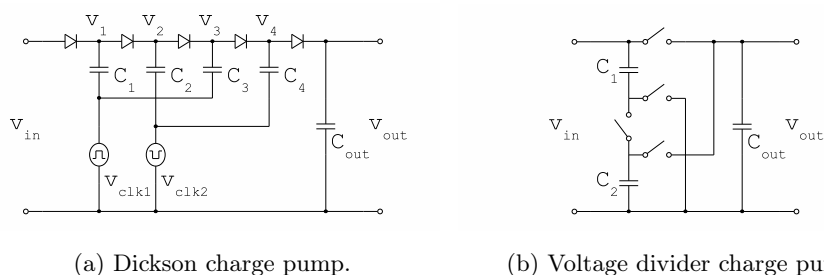 V1 V2 V3 V4
C1 C2 C3 C4
Vin
Cout
Vout
Vclk1 Vclk2
(a) Dickson charge pump.
C1
Vin
C2
Cout
Vout
(b) Voltage divider charge pu